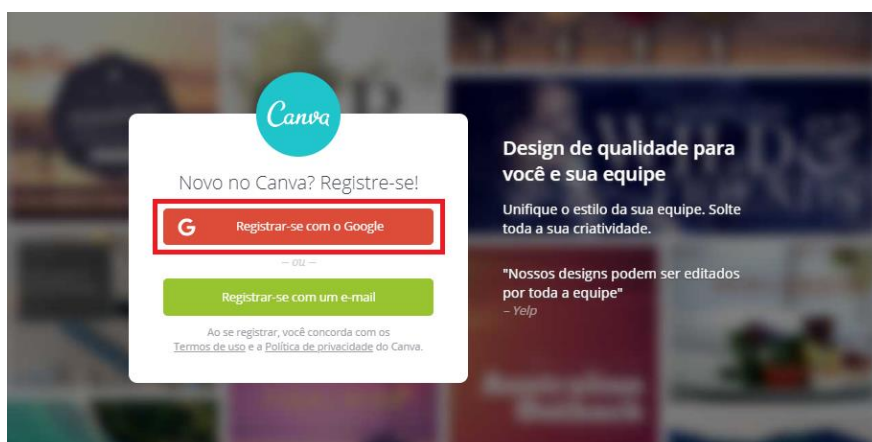 Canva
Novo no Canva? Registre-se!
G Registrar-se com o Google
– ou –
Registrar-se com um e-mail
Ao se registrar, você concorda com os
Termos de uso e a Política de privacidade do Canva.
Design de qualidade para
você e sua equipe
Unifique o estilo da sua equipe. Solte
toda a sua criatividade.
"Nossos designs podem ser editados
por toda a equipe"
– Yelp